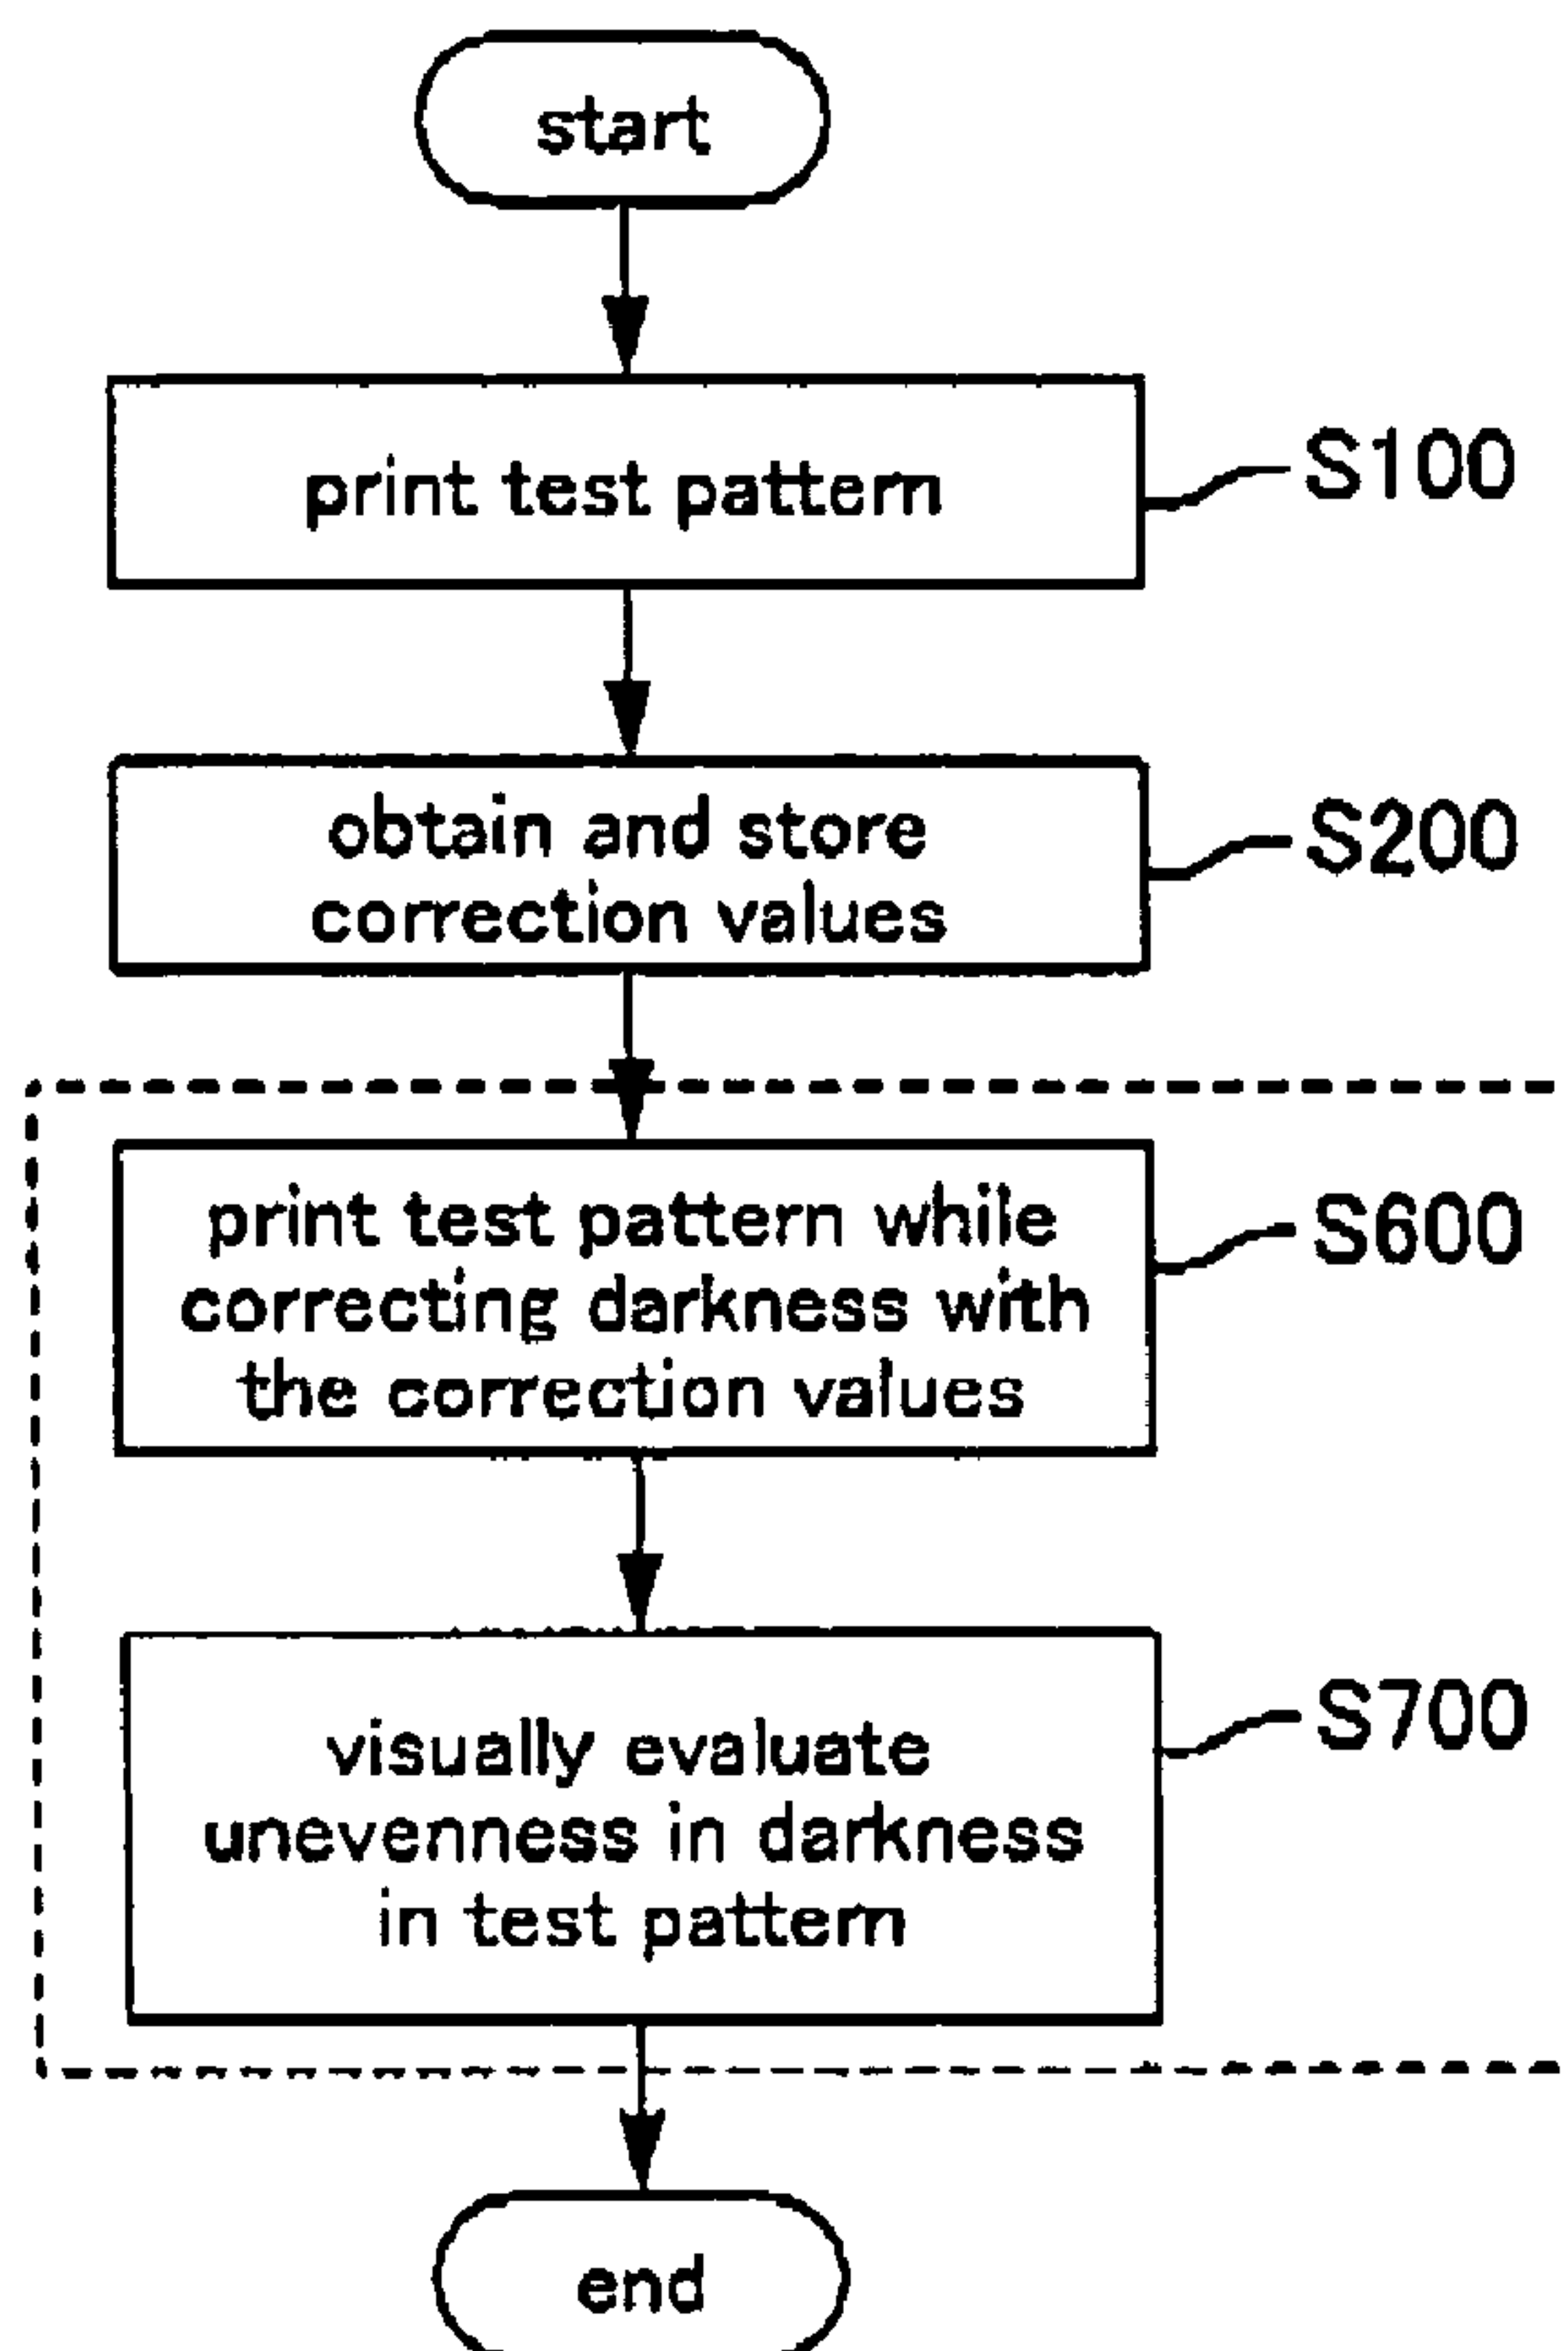 start
print test pattern
S100
obtain and store
correction values
S200
print test pattern while
correcting darkness with
the correction values
S600
visually evaluate
unevenness in darkness
in test pattern
S700
end